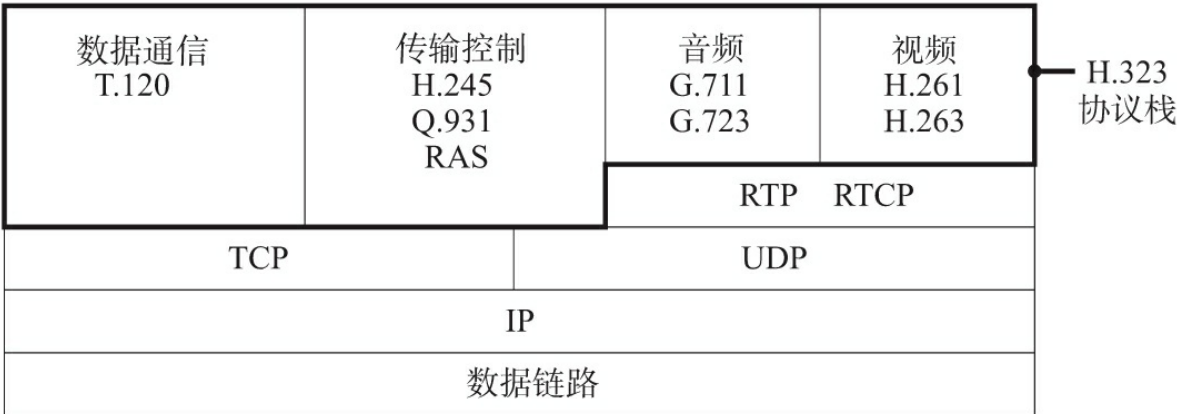 数据通信
T.120
传输控制
H.245
Q.931
RAS
音频
G.711
G.723
视频
H.261
H.263
H.323
协议栈
RTP RTCP
TCP
UDP
IP
数据链路